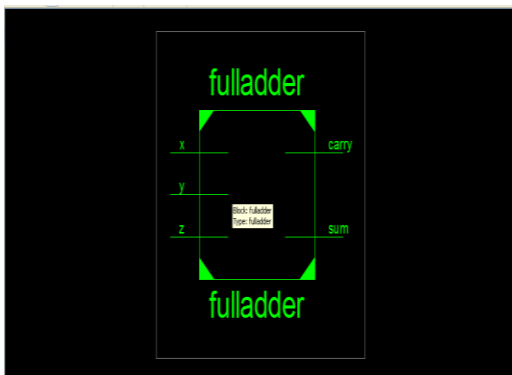 fulladder
x
carry
y
Block: fulladder
Type: fulladder
z
sum
fulladder